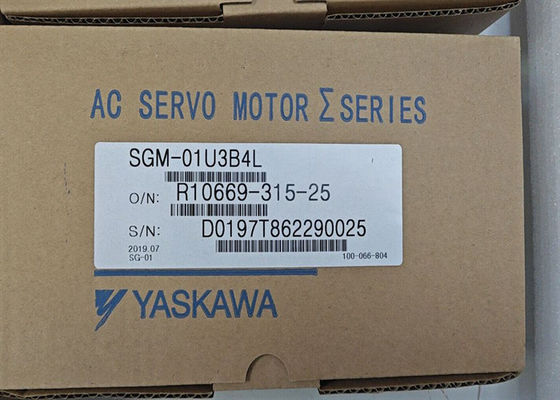 AC SERVO MOTOR Σ SERIES
SGM-01U3B4L
O/N: R10669-315-25
S/N: D0197T862290025
2019.07
SG-01 100-066-804
YASKAWA